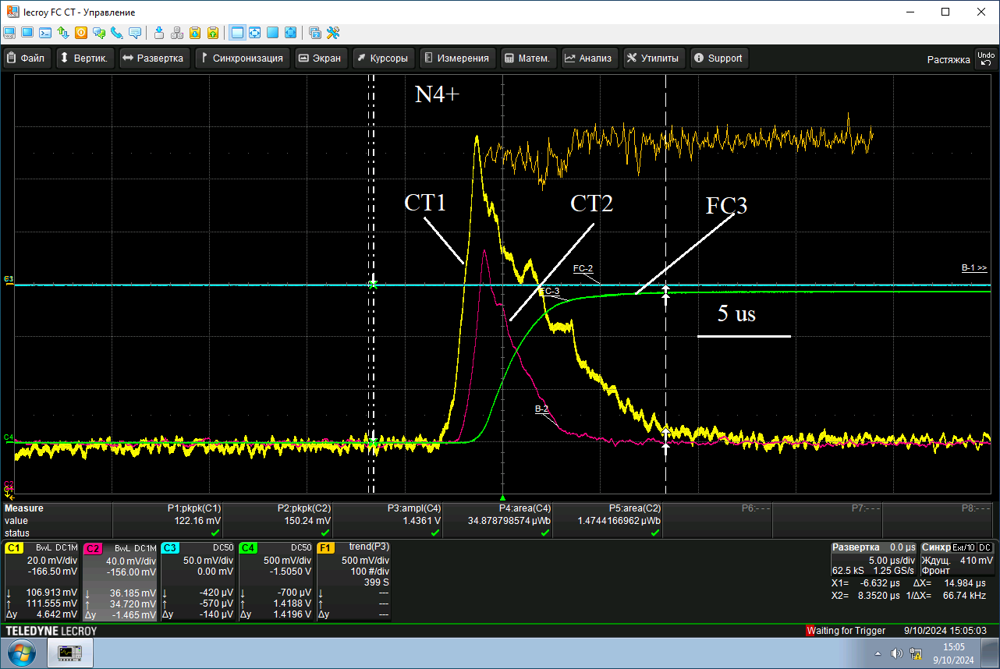 lecroy FC CT - Управление
Файл Вертик. Развертка Синхронизация Экран Курсоры Измерения Матем. Анализ Утилиты Support Растяжка Undo
N4+
CT1 CT2 FC3
FC-2
B-1 >>
FC-3
5 us
B-2
C4
Measure P1:pkpk(C1) P2:pkpk(C2) P3:ampl(C4) P4:area(C4) P5:area(C2) P6:--- P7:--- P8:---
value 122.16 mV 150.24 mV 1.4361 V 34.878798574 µWb 1.4744166962 µWb
status
C1 BwL DC1M C2 BwL DC1M C3 DC50 C4 DC50 F1 trend(P3) Развертка 0.0 µs Синхр Ext/10 DC
20.0 mV/div 40.0 mV/div 50.0 mV/div 500 mV/div 500 mV/div 5.00 µs/div Ждущ. 410 mV
-166.50 mV -156.00 mV 0.00 mV -1.5050 V 100 #/div 62.5 kS 1.25 GS/s Фронт
399 S X1= -6.632 µs ΔX= 14.984 µs
↓ 106.913 mV ↓ 36.185 mV ↓ -420 µV ↓ -700 µV ↓ --- X2= 8.3520 µs 1/ΔX= 66.74 kHz
↑ 111.555 mV ↑ 34.720 mV ↑ -570 µV ↑ 1.4188 V ↑ ---
Δy 4.642 mV Δy -1.465 mV Δy -140 µV Δy 1.4196 V Δy ---
TELEDYNE LECROY Waiting for Trigger 9/10/2024 15:05:03
15:05
9/10/2024